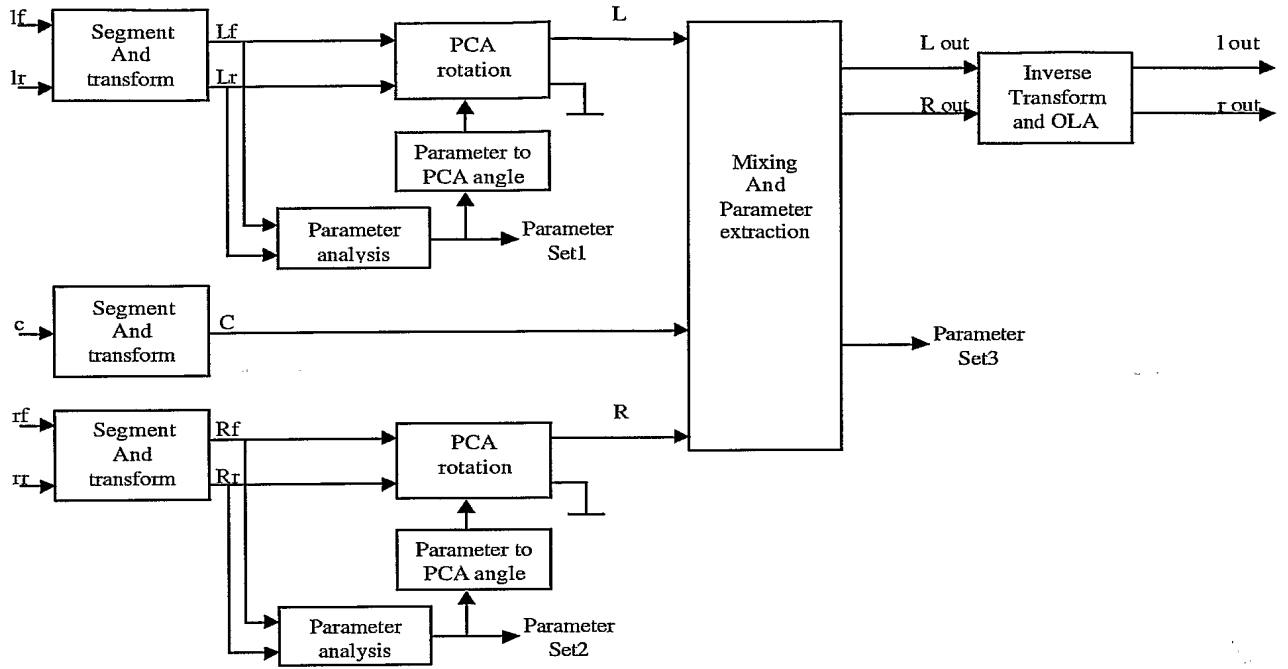 lf
lr
Segment
And
transform
Lf
Lr
PCA
rotation
L
Parameter to
PCA angle
Parameter
analysis
Parameter
Set1
c
Segment
And
transform
C
rf
rr
Segment
And
transform
Rf
Rr
PCA
rotation
R
Parameter to
PCA angle
Parameter
analysis
Parameter
Set2
Mixing
And
Parameter
extraction
L out
R out
Inverse
Transform
and OLA
l out
r out
Parameter
Set3